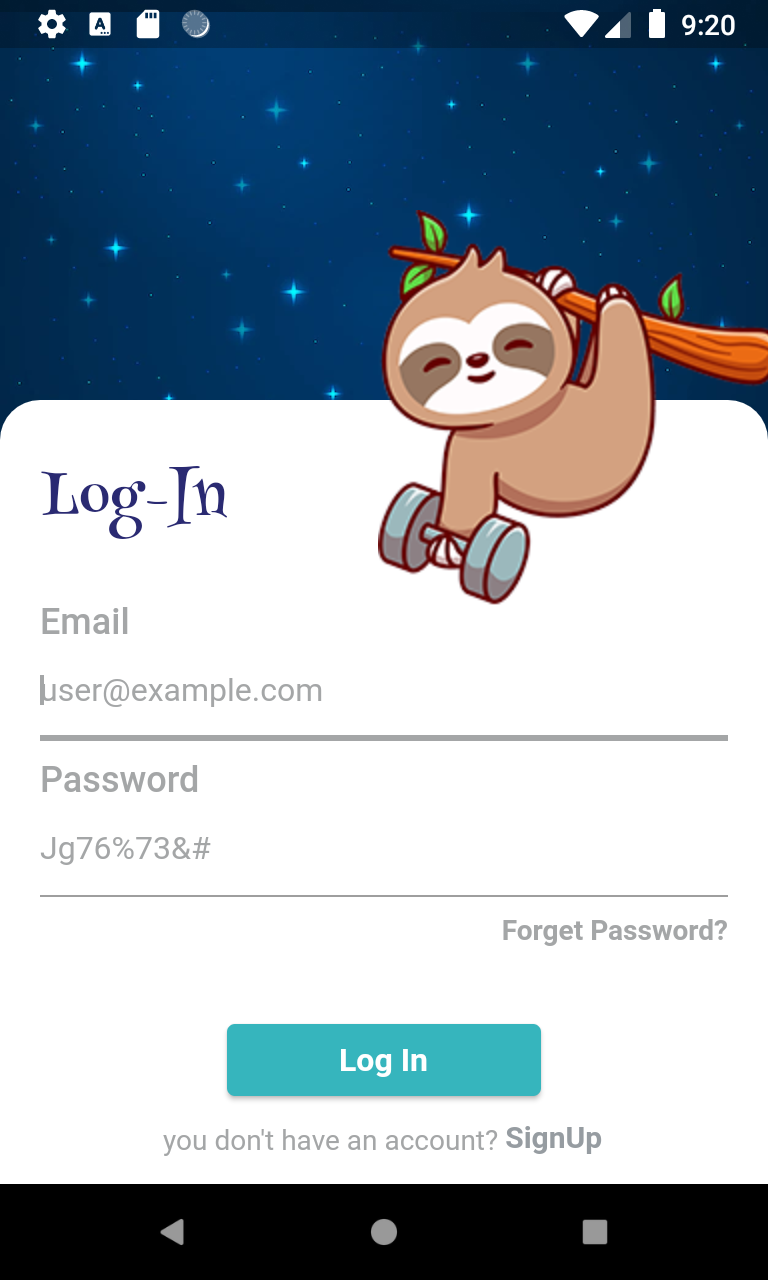 9:20
Log-In
Email
user@example.com
Password
Jg76%73&#
Forget Password?
Log In
you don't have an account? SignUp